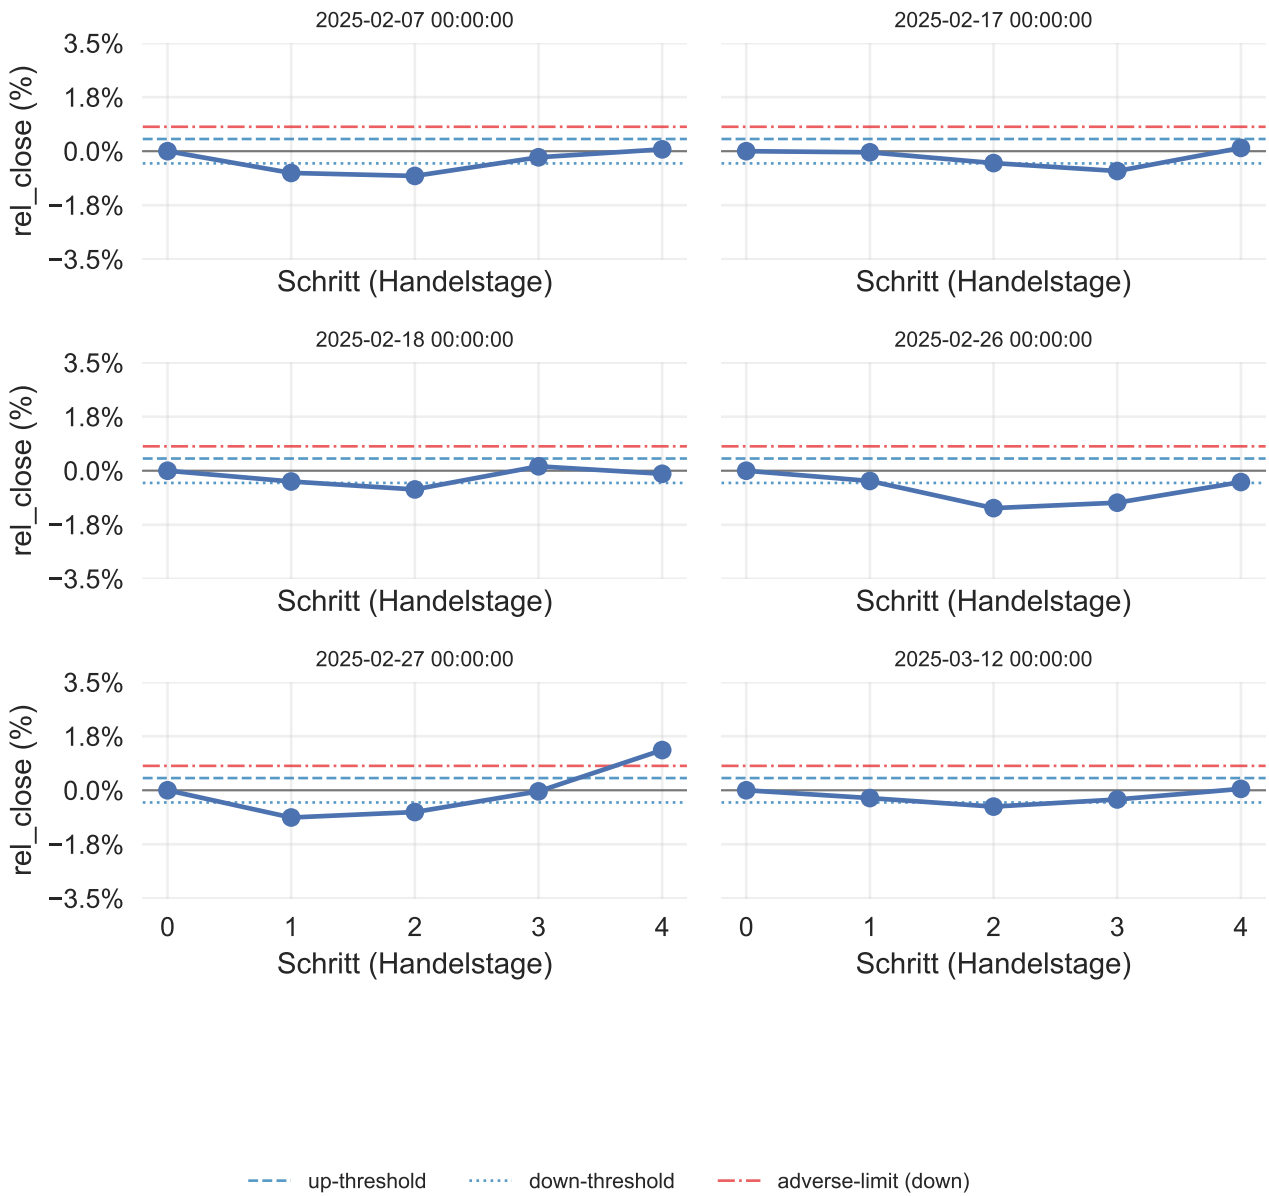 2025-02-07 00:00:00
2025-02-17 00:00:00
3.5%
1.8%
0.0%
−1.8%
−3.5%
rel_close (%)
Schritt (Handelstage)
Schritt (Handelstage)
2025-02-18 00:00:00
2025-02-26 00:00:00
3.5%
1.8%
0.0%
−1.8%
−3.5%
rel_close (%)
Schritt (Handelstage)
Schritt (Handelstage)
2025-02-27 00:00:00
2025-03-12 00:00:00
3.5%
1.8%
0.0%
−1.8%
−3.5%
rel_close (%)
0 1 2 3 4
0 1 2 3 4
Schritt (Handelstage)
Schritt (Handelstage)
up-threshold down-threshold adverse-limit (down)